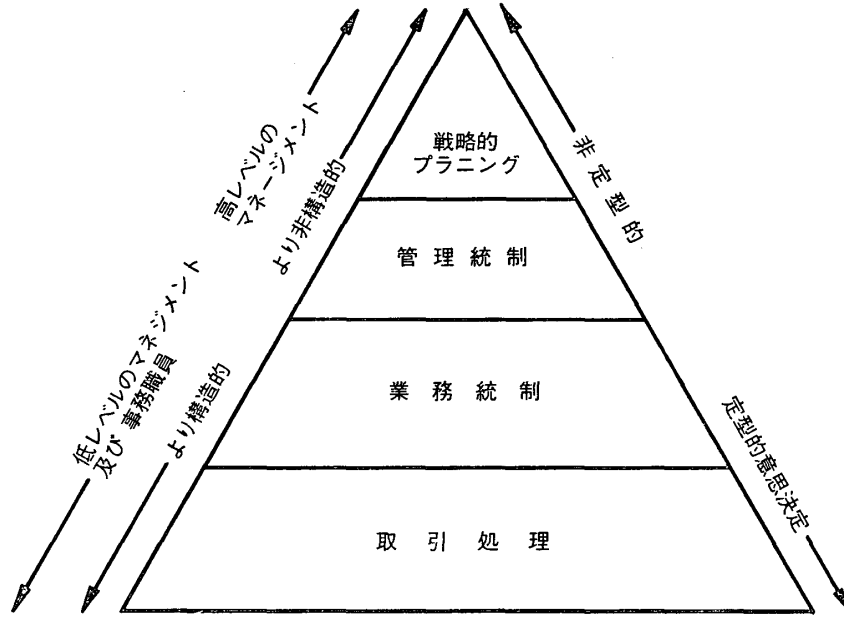 戦略的
プラニング
管理統制
業務統制
取引処理
高レベルの
マネージメント
より非構造的
低レベルのマネジメント
及び事務職員
より構造的
非定型的
定型的意思決定